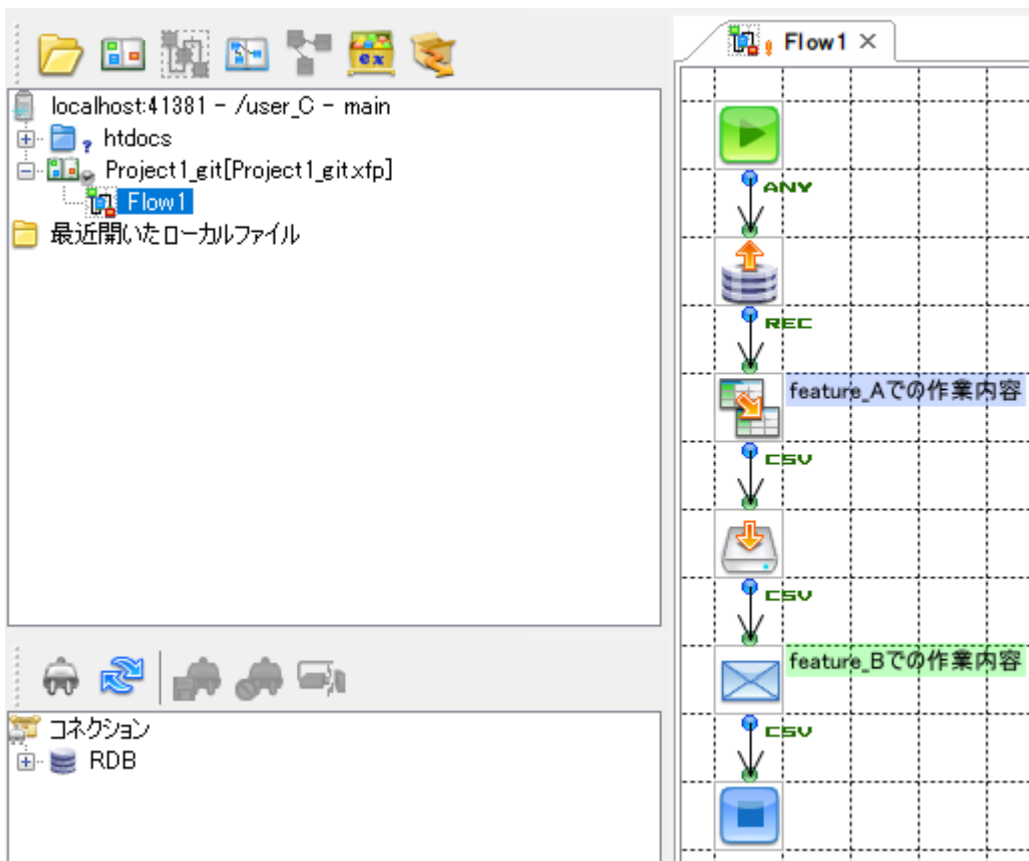 ex
localhost:41381 - /user_C - main
htdocs
Project1_git[Project1_git.xfp]
Flow1
最近開いたローカルファイル
コネクション
RDB
Flow1
ANY
REC
feature_Aでの作業内容
CSV
CSV
feature_Bでの作業内容
CSV